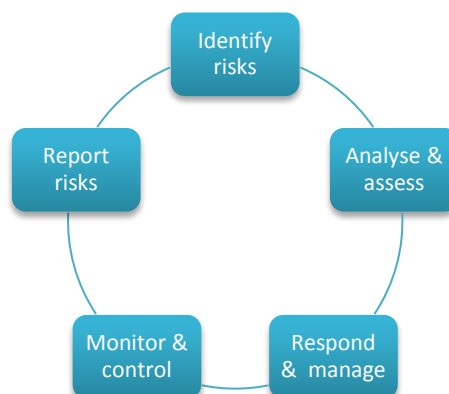 Identify
risks
Analyse &
assess
Respond
& manage
Monitor &
control
Report
risks